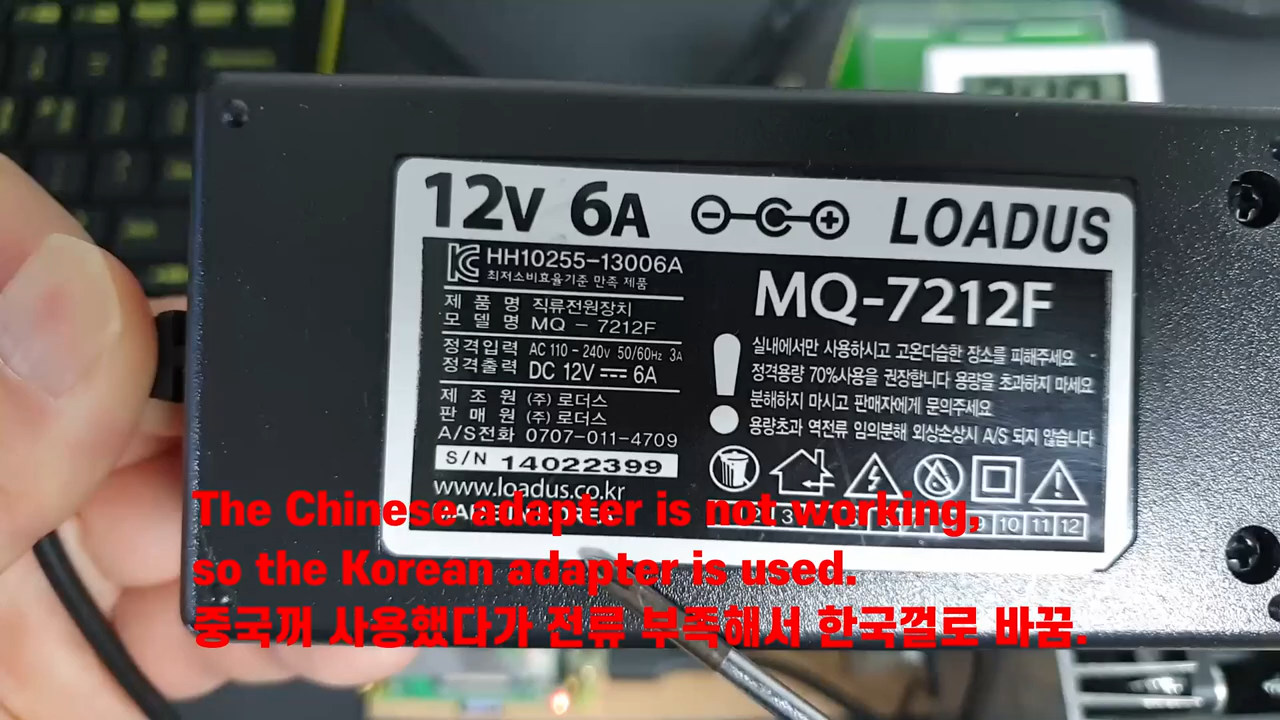 12V 6A LOADUS
HH10255-13006A
최저소비효율기준 만족 제품
제 품 명 직류전원장치
모 델 명 MQ - 7212F
정격입력 AC 110 - 240v 50/60Hz 3A
정격출력 DC 12V 6A
제 조 원 (주) 로더스
판 매 원 (주) 로더스
A/S전화 0707-011-4709
S/N 14022399
www.loadus.co.kr
MQ-7212F
실내에서만 사용하시고 고온다습한 장소를 피해주세요
정격용량 70%사용을 권장합니다 용량을 초과하지 마세요
분해하지 마시고 판매자에게 문의주세요
용량초과 역전류 임의분해 외상손상시 A/S 되지 않습니다
9 10 11 12
The Chinese adapter is not working,
so the Korean adapter is used.
중국꺼 사용했다가 전류 부족해서 한국껄로 바꿈.